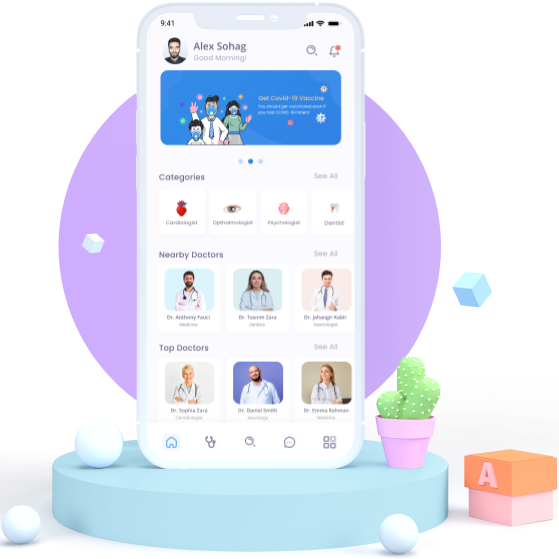 9:41
Alex Sohag
Good Morning!
Get Covid-19 Vaccine
You should get vaccinated even if
you had COVID-19 Patient
Categories See All
Cardiologist Opthalmologist Psychologist Dentist
Nearby Doctors See All
Dr. Anthony Fauci Dr. Tasnim Zara Dr. Jahangir Kabir
Medicine Dentists
Top Doctors See All
Dr. Sophia Zara Dr. Daniel Smith Dr. Emma Rahman
Cardiologist Neurology Medicine
A